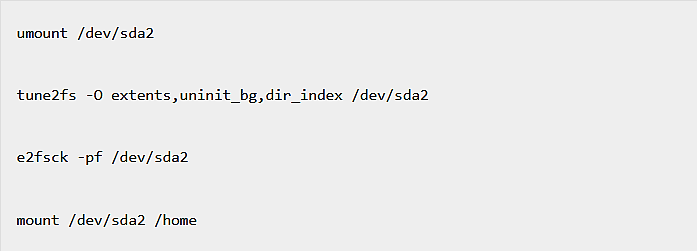 umount /dev/sda2
tune2fs -O extents,uninit_bg,dir_index /dev/sda2
e2fsck -pf /dev/sda2
mount /dev/sda2 /home